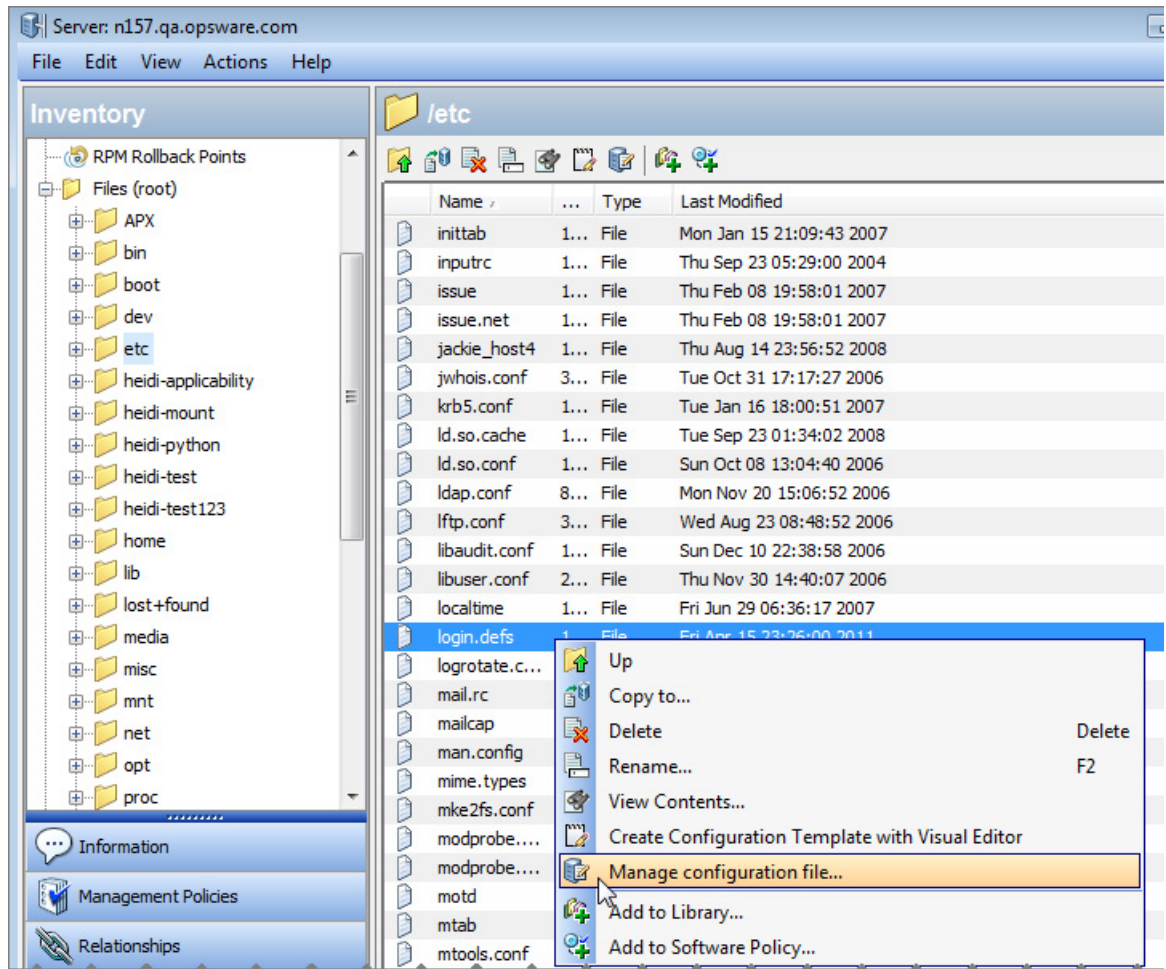 Server: n157.qa.opsware.com
File Edit View Actions Help
Inventory
RPM Rollback Points
Files (root)
APX
bin
boot
dev
etc
heidi-applicability
heidi-mount
heidi-python
heidi-test
heidi-test123
home
lib
lost+found
media
misc
mnt
net
opt
proc
Information
Management Policies
Relationships
/etc
Name ... Type Last Modified
inittab 1... File Mon Jan 15 21:09:43 2007
inputrc 1... File Thu Sep 23 05:29:00 2004
issue 1... File Thu Feb 08 19:58:01 2007
issue.net 1... File Thu Feb 08 19:58:01 2007
jackie_host4 1... File Thu Aug 14 23:56:52 2008
jwhois.conf 3... File Tue Oct 31 17:17:27 2006
krb5.conf 1... File Tue Jan 16 18:00:51 2007
ld.so.cache 1... File Tue Sep 23 01:34:02 2008
ld.so.conf 1... File Sun Oct 08 13:04:40 2006
ldap.conf 8... File Mon Nov 20 15:06:52 2006
lftp.conf 3... File Wed Aug 23 08:48:52 2006
libaudit.conf 1... File Sun Dec 10 22:38:58 2006
libuser.conf 2... File Thu Nov 30 14:40:07 2006
localtime 1... File Fri Jun 29 06:36:17 2007
login.defs 1... File Fri Apr 15 23:26:00 2011
logrotate.c...
mail.rc
mailcap
man.config
mime.types
mke2fs.conf
modprobe....
modprobe....
motd
mtab
mtools.conf
Up
Copy to...
Delete Delete
Rename... F2
View Contents...
Create Configuration Template with Visual Editor
Manage configuration file...
Add to Library...
Add to Software Policy...